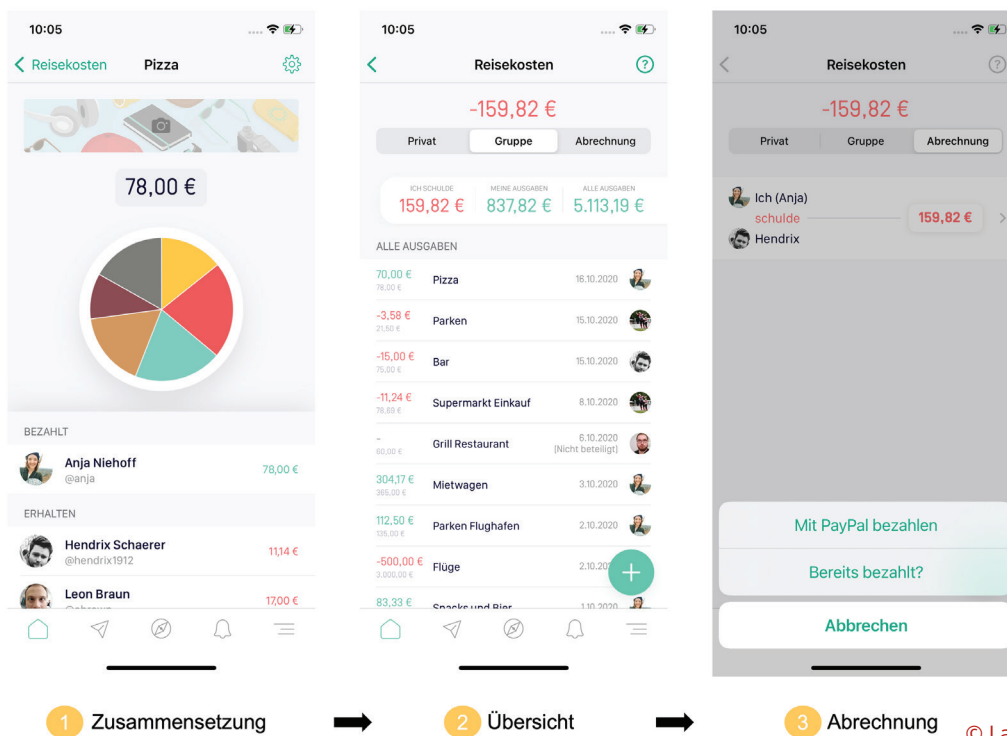 10:05
Reisekosten
Pizza
78,00 €
BEZAHLT
Anja Niehoff
@anja
78,00 €
ERHALTEN
Hendrix Schaerer
@hendrix1912
11,14 €
Leon Braun
17,00 €
1 Zusammensetzung
10:05
Reisekosten
?
-159,82 €
Privat
Gruppe
Abrechnung
ICH SCHULDE
159,82 €
MEINE AUSGABEN
837,82 €
ALLE AUSGABEN
5.113,19 €
ALLE AUSGABEN
70,00 €
78,00 €
Pizza
16.10.2020
-3,58 €
21,50 €
Parken
15.10.2020
-15,00 €
75,00 €
Bar
15.10.2020
-11,24 €
Supermarkt Einkauf
8.10.2020
-
60,00 €
Grill Restaurant
6.10.2020
(Nicht beteiligt)
304,17 €
365,00 €
Mietwagen
3.10.2020
112,50 €
135,00 €
Parken Flughafen
2.10.2020
-500,00 €
3.000,00 €
Flüge
2.10.20
+
83,33 €
Snacks und Bier
1.10.2020
2 Übersicht
10:05
Reisekosten
?
-159,82 €
Privat
Gruppe
Abrechnung
Ich (Anja)
schulde
159,82 €
Hendrix
Mit PayPal bezahlen
Bereits bezahlt?
Abbrechen
3 Abrechnung
© La